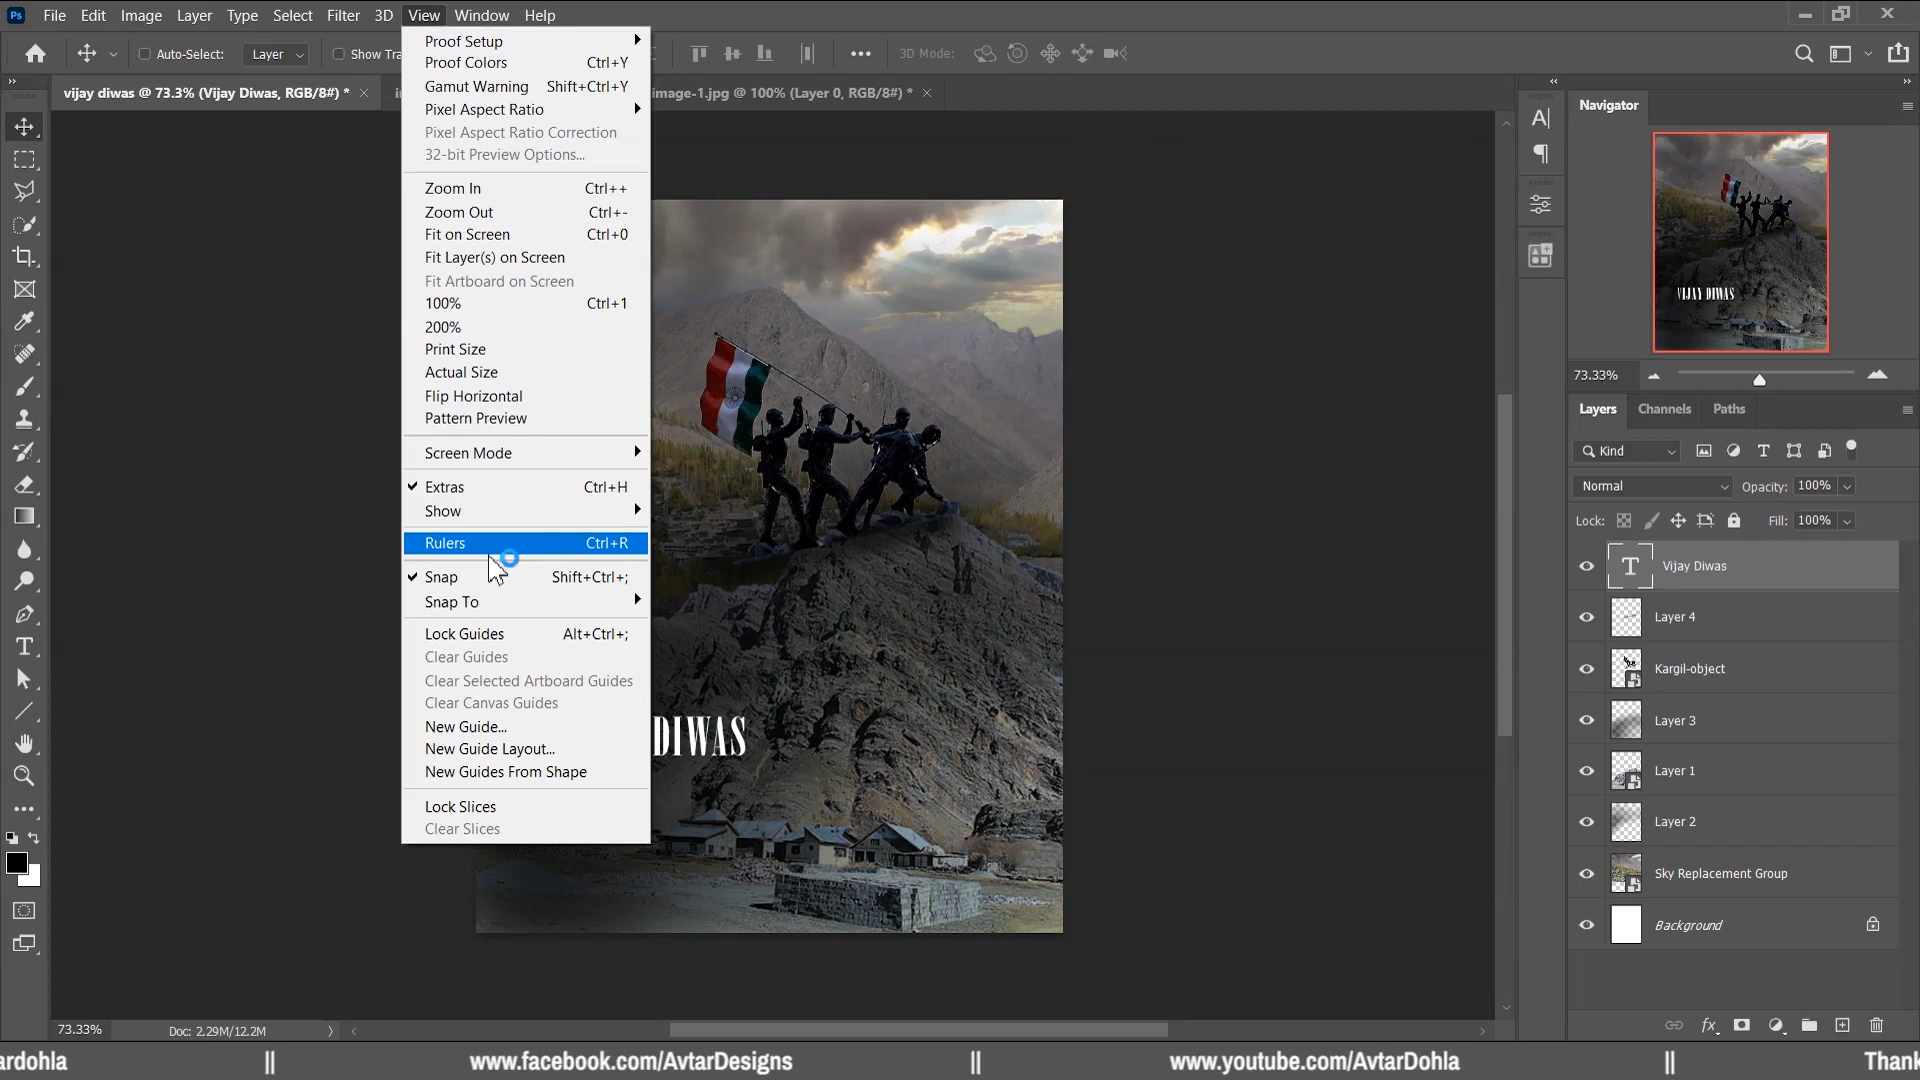 Ps File Edit Image Layer Type Select Filter 3D View Window Help
Auto-Select: Layer Show Tra 3D Mode:
vijay diwas @ 73.3% (Vijay Diwas, RGB/8#) * image-1.jpg @ 100% (Layer 0, RGB/8#) *
Proof Setup
Proof Colors Ctrl+Y
Gamut Warning Shift+Ctrl+Y
Pixel Aspect Ratio
Pixel Aspect Ratio Correction
32-bit Preview Options...
Zoom In Ctrl++
Zoom Out Ctrl+-
Fit on Screen Ctrl+0
Fit Layer(s) on Screen
Fit Artboard on Screen
100% Ctrl+1
200%
Print Size
Actual Size
Flip Horizontal
Pattern Preview
Screen Mode
Extras Ctrl+H
Show
Rulers Ctrl+R
Snap Shift+Ctrl+;
Snap To
Lock Guides Alt+Ctrl+;
Clear Guides
Clear Selected Artboard Guides
Clear Canvas Guides
New Guide...
New Guide Layout...
New Guides From Shape
Lock Slices
Clear Slices
DIWAS
Navigator
VIJAY DIWAS
73.33%
Layers Channels Paths
Kind
Normal Opacity: 100%
Lock: Fill: 100%
Vijay Diwas
Layer 4
Kargil-object
Layer 3
Layer 1
Layer 2
Sky Replacement Group
Background
fx
73.33% Doc: 2.29M/12.2M
ardohla || www.facebook.com/AvtarDesigns || www.youtube.com/AvtarDohla || Thank